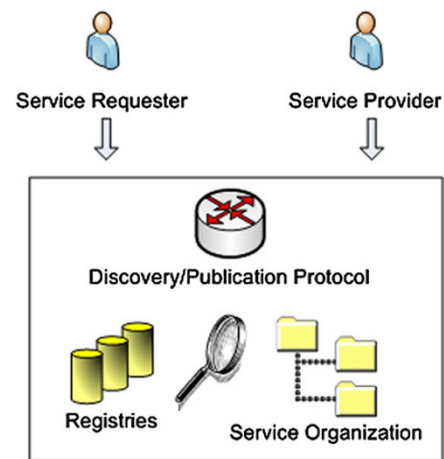 Service Requester
Service Provider
Discovery/Publication Protocol
Registries
Service Organization